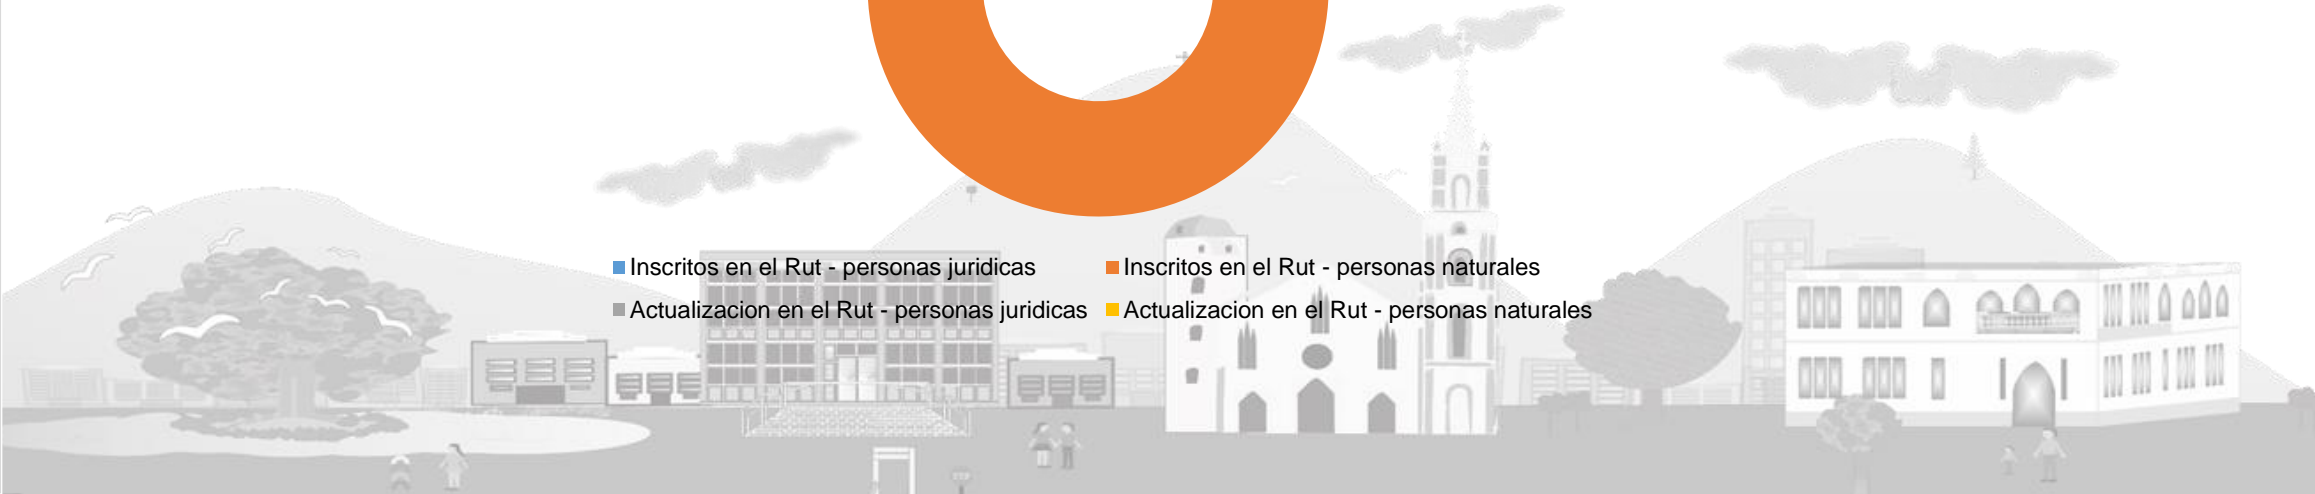 Inscritos en el Rut - personas juridicas Inscritos en el Rut - personas naturales
Actualizacion en el Rut - personas juridicas Actualizacion en el Rut - personas naturales